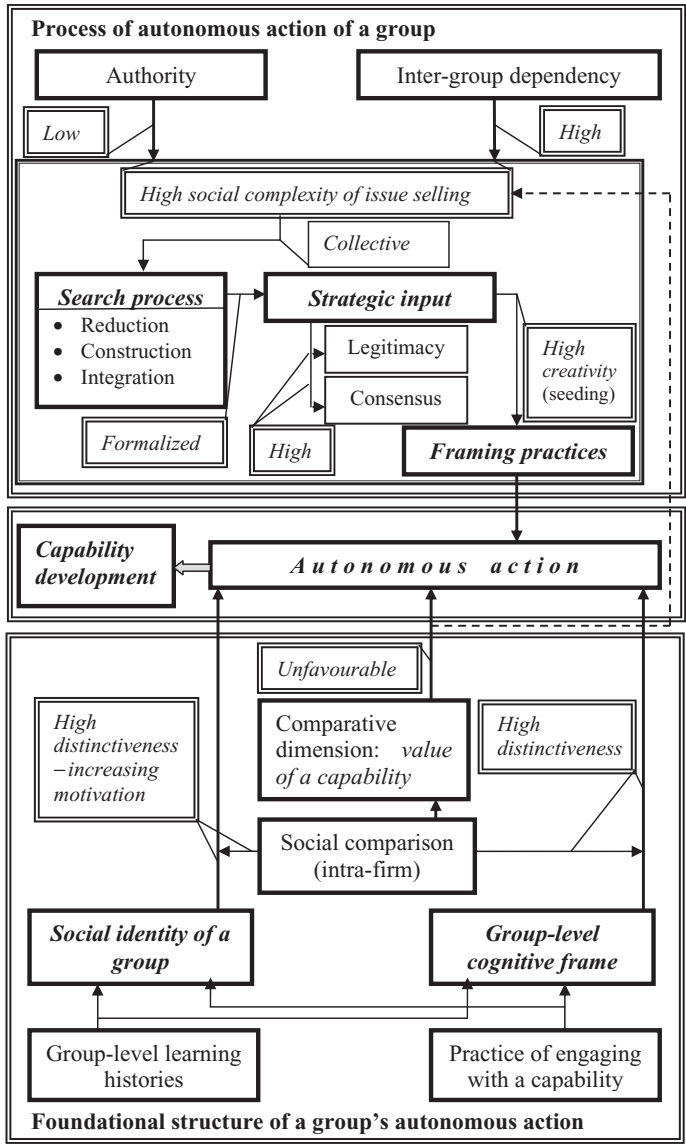 Process of autonomous action of a group
Authority
Inter-group dependency
Low
High
High social complexity of issue selling
Collective
Search process
• Reduction
• Construction
• Integration
Strategic input
Legitimacy
Consensus
High
creativity
(seeding)
Formalized
High
Framing practices
Capability
development
Autonomous action
Unfavourable
High
distinctiveness
–increasing
motivation
Comparative
dimension: value
of a capability
High
distinctiveness
Social comparison
(intra-firm)
Social identity of a
group
Group-level
cognitive frame
Group-level learning
histories
Practice of engaging
with a capability
Foundational structure of a group's autonomous action